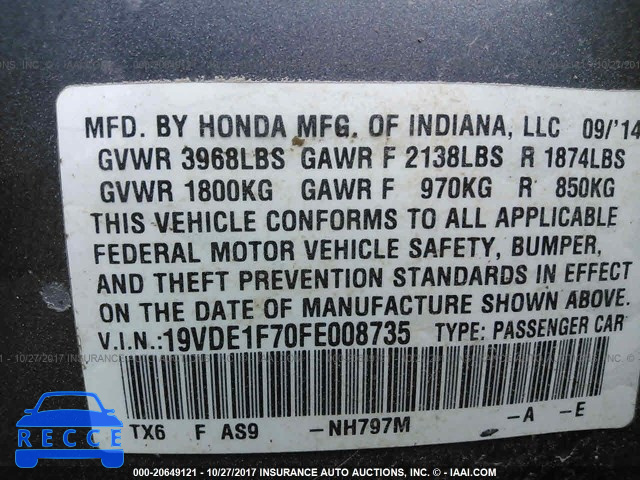 MFD. BY HONDA MFG. OF INDIANA, LLC 09/'14
GVWR 3968LBS GAWR F 2138LBS R 1874LBS
GVWR 1800KG GAWR F 970KG R 850KG
THIS VEHICLE CONFORMS TO ALL APPLICABLE
FEDERAL MOTOR VEHICLE SAFETY, BUMPER,
AND THEFT PREVENTION STANDARDS IN EFFECT
ON THE DATE OF MANUFACTURE SHOWN ABOVE.
V.I.N.:19VDE1F70FE008735 TYPE: PASSENGER CAR
TX6 F AS9 -NH797M -A -E
RECCE
000-20649121 - 10/27/2017 INSURANCE AUTO AUCTIONS, INC. - © IAAI.COM